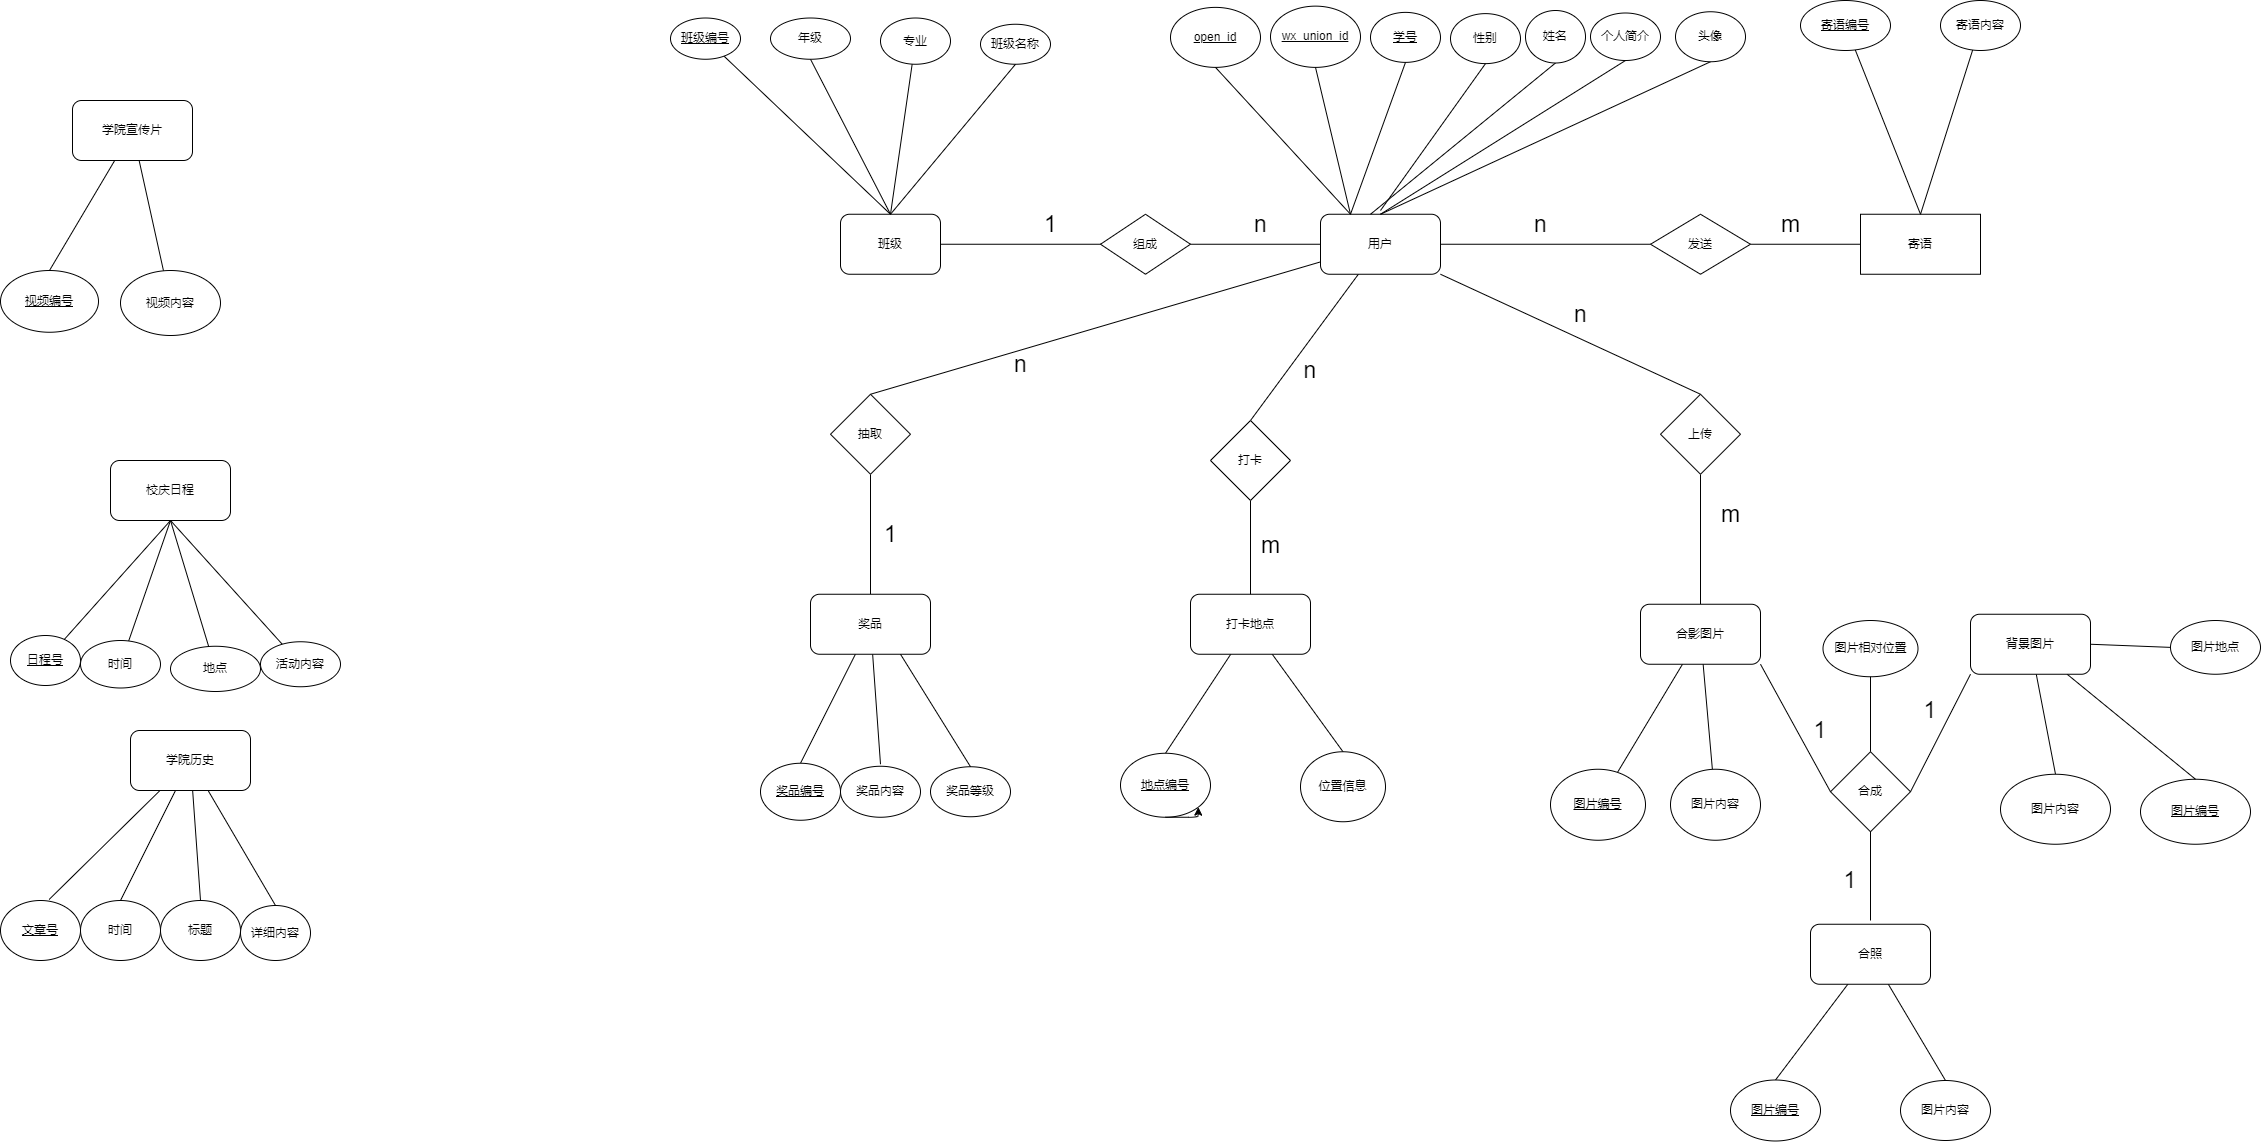 班级编号
年级
专业
班级名称
open_id
wx_union_id
学号
性别
姓名
个人简介
头像
寄语编号
寄语内容
学院宣传片
视频编号
视频内容
班级
1
组成
n
用户
n
发送
m
寄语
n
n
n
抽取
打卡
上传
1
m
m
校庆日程
日程号
时间
地点
活动内容
奖品
打卡地点
合影图片
图片相对位置
背景图片
图片地点
学院历史
奖品编号
奖品内容
奖品等级
地点编号
位置信息
图片编号
图片内容
1
1
合成
图片内容
图片编号
1
文章号
时间
标题
详细内容
合照
图片编号
图片内容